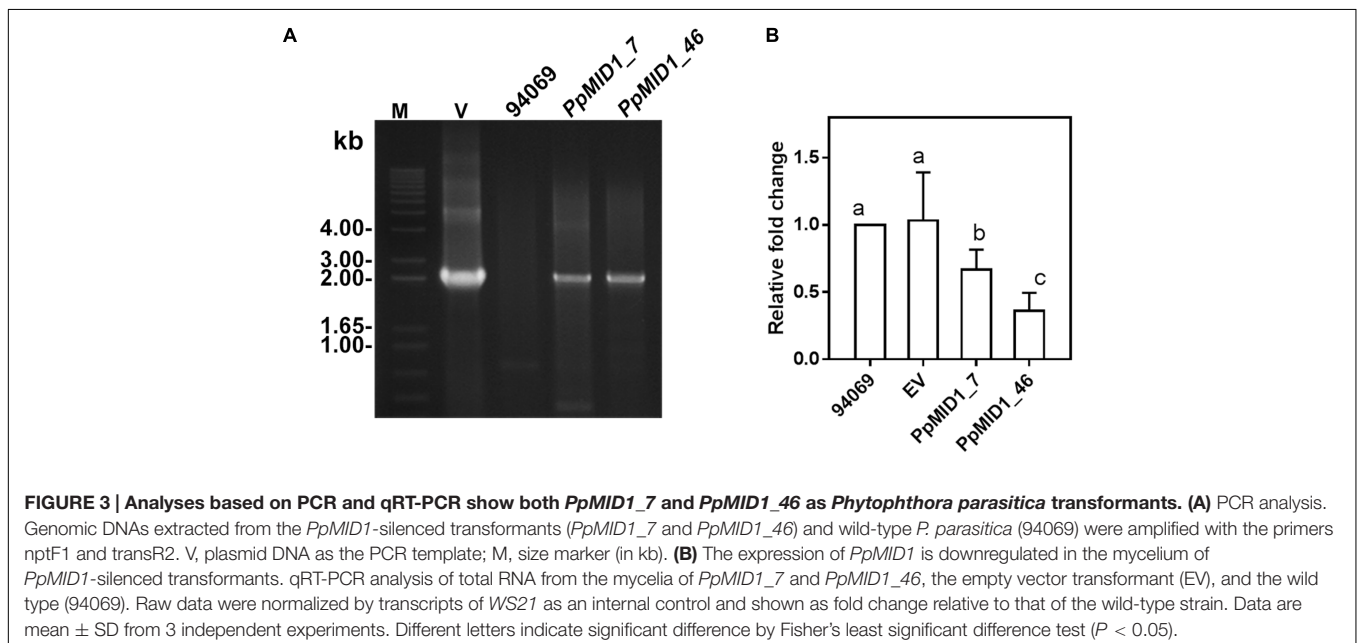 A
M V 94069 PpMID1_7 PpMID1_46
kb
4.00-
3.00-
2.00-
1.65-
1.00-
B
Relative fold change
1.5
1.0
0.5
0.0
a
a
b
c
94069 EV PpMID1_7 PpMID1_46
FIGURE 3 | Analyses based on PCR and qRT-PCR show both PpMID1_7 and PpMID1_46 as Phytophthora parasitica transformants. (A) PCR analysis.
Genomic DNAs extracted from the PpMID1-silenced transformants (PpMID1_7 and PpMID1_46) and wild-type P. parasitica (94069) were amplified with the primers
nptF1 and transR2. V, plasmid DNA as the PCR template; M, size marker (in kb). (B) The expression of PpMID1 is downregulated in the mycelium of
PpMID1-silenced transformants. qRT-PCR analysis of total RNA from the mycelia of PpMID1_7 and PpMID1_46, the empty vector transformant (EV), and the wild
type (94069). Raw data were normalized by transcripts of WS21 as an internal control and shown as fold change relative to that of the wild-type strain. Data are
mean ± SD from 3 independent experiments. Different letters indicate significant difference by Fisher's least significant difference test (P < 0.05).